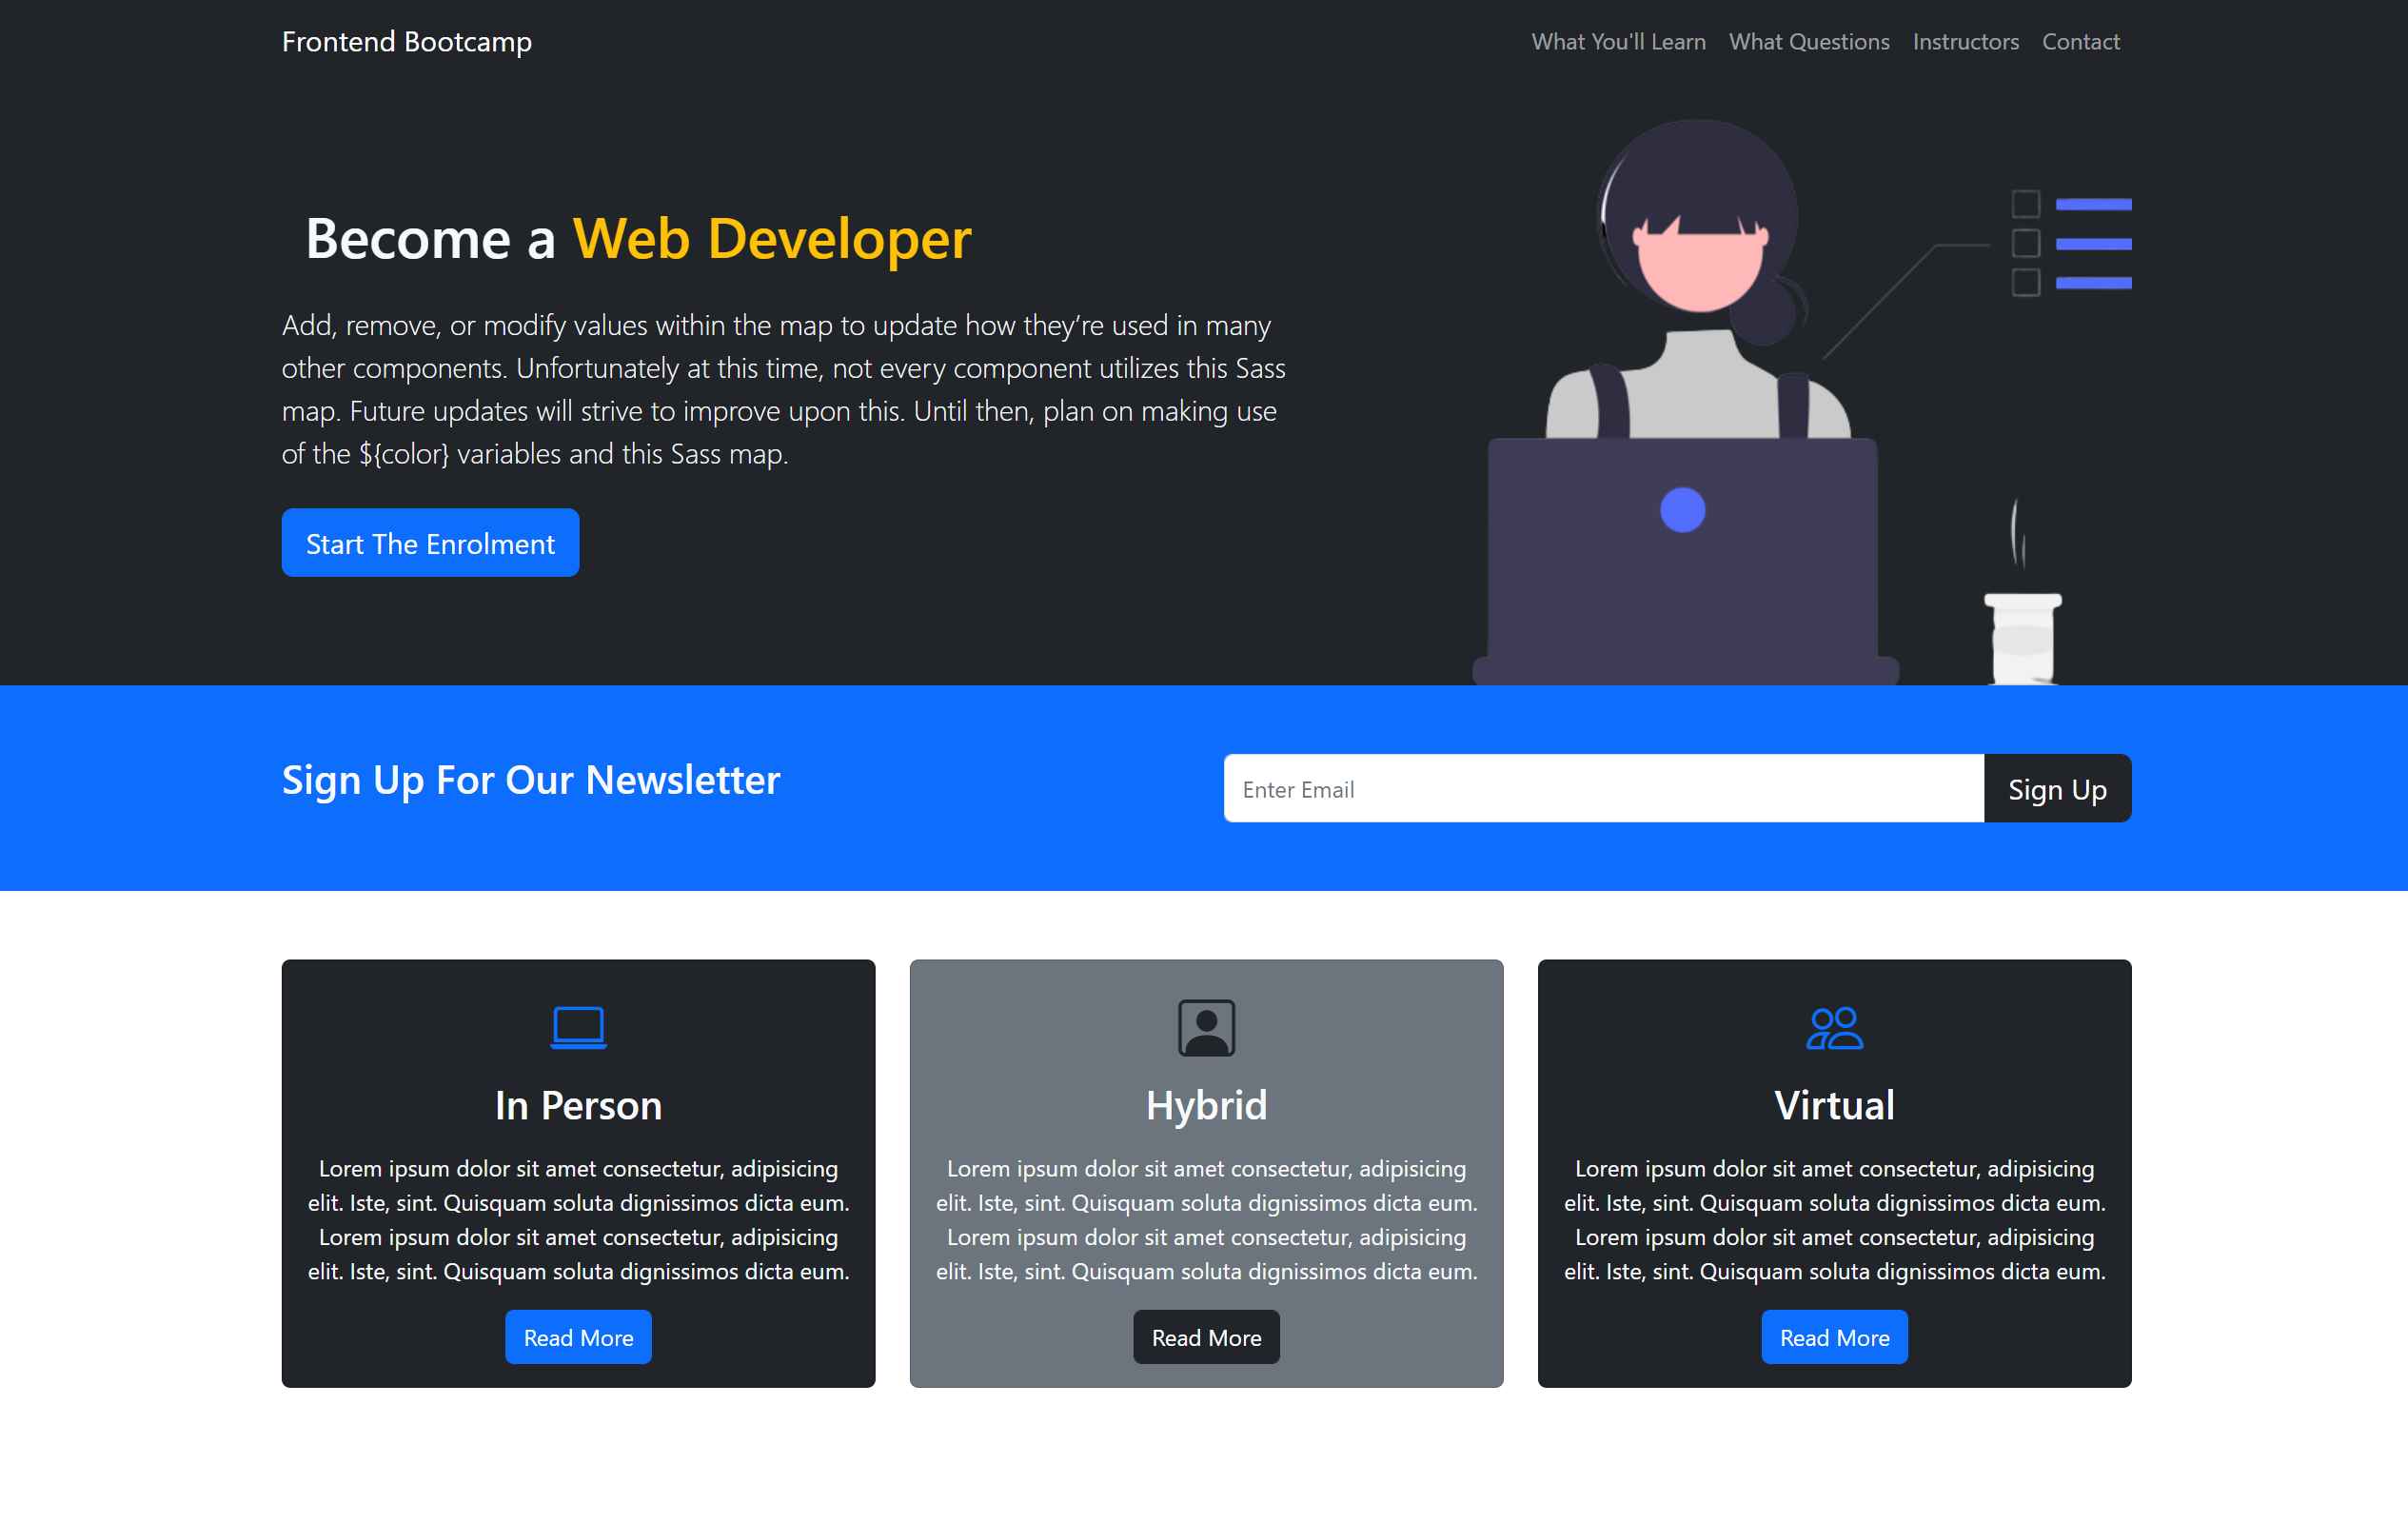 Frontend Bootcamp
What You'll Learn What Questions Instructors Contact
Become a Web Developer
Add, remove, or modify values within the map to update how they’re used in many
other components. Unfortunately at this time, not every component utilizes this Sass
map. Future updates will strive to improve upon this. Until then, plan on making use
of the ${color} variables and this Sass map.
Start The Enrolment
Sign Up For Our Newsletter
Enter Email
Sign Up
In Person
Lorem ipsum dolor sit amet consectetur, adipisicing
elit. Iste, sint. Quisquam soluta dignissimos dicta eum.
Lorem ipsum dolor sit amet consectetur, adipisicing
elit. Iste, sint. Quisquam soluta dignissimos dicta eum.
Read More
Hybrid
Lorem ipsum dolor sit amet consectetur, adipisicing
elit. Iste, sint. Quisquam soluta dignissimos dicta eum.
Lorem ipsum dolor sit amet consectetur, adipisicing
elit. Iste, sint. Quisquam soluta dignissimos dicta eum.
Read More
Virtual
Lorem ipsum dolor sit amet consectetur, adipisicing
elit. Iste, sint. Quisquam soluta dignissimos dicta eum.
Lorem ipsum dolor sit amet consectetur, adipisicing
elit. Iste, sint. Quisquam soluta dignissimos dicta eum.
Read More